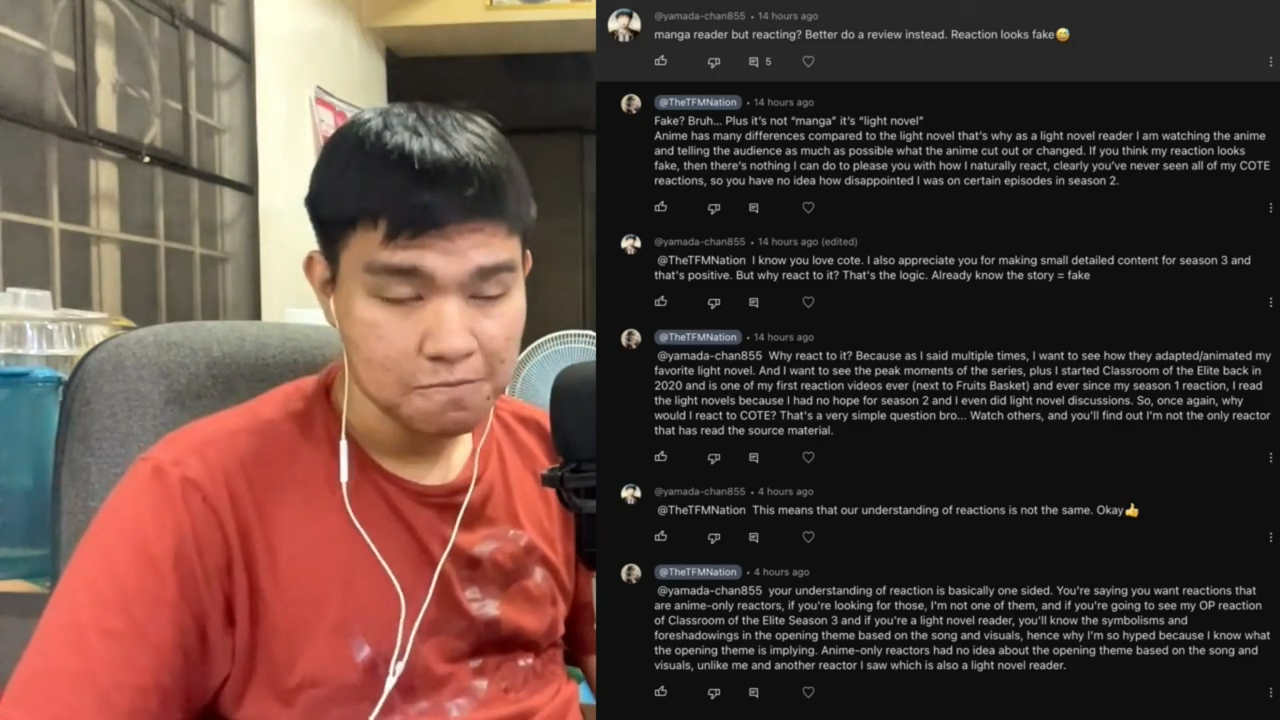 @yamada-chan855 • 14 hours ago
manga reader but reacting? Better do a review instead. Reaction looks fake😅
5
@TheTFMNation • 14 hours ago
Fake? Bruh... Plus it's not "manga" it's "light novel"
Anime has many differences compared to the light novel that's why as a light novel reader I am watching the anime
and telling the audience as much as possible what the anime cut out or changed. If you think my reaction looks
fake, then there's nothing I can do to please you with how I naturally react, clearly you've never seen all of my COTE
reactions, so you have no idea how disappointed I was on certain episodes in season 2.
@yamada-chan855 • 14 hours ago (edited)
@TheTFMNation I know you love cote. I also appreciate you for making small detailed content for season 3 and
that's positive. But why react to it? That's the logic. Already know the story = fake
@TheTFMNation • 14 hours ago
@yamada-chan855 Why react to it? Because as I said multiple times, I want to see how they adapted/animated my
favorite light novel. And I want to see the peak moments of the series, plus I started Classroom of the Elite back in
2020 and is one of my first reaction videos ever (next to Fruits Basket) and ever since my season 1 reaction, I read
the light novels because I had no hope for season 2 and I even did light novel discussions. So, once again, why
would I react to COTE? That's a very simple question bro... Watch others, and you'll find out I'm not the only reactor
that has read the source material.
@yamada-chan855 • 4 hours ago
@TheTFMNation This means that our understanding of reactions is not the same. Okay👍
@TheTFMNation • 4 hours ago
@yamada-chan855 your understanding of reaction is basically one sided. You're saying you want reactions that
are anime-only reactors, if you're looking for those, I'm not one of them, and if you're going to see my OP reaction
of Classroom of the Elite Season 3 and if you're a light novel reader, you'll know the symbolisms and
foreshadowings in the opening theme based on the song and visuals, hence why I'm so hyped because I know what
the opening theme is implying. Anime-only reactors had no idea about the opening theme based on the song and
visuals, unlike me and another reactor I saw which is also a light novel reader.